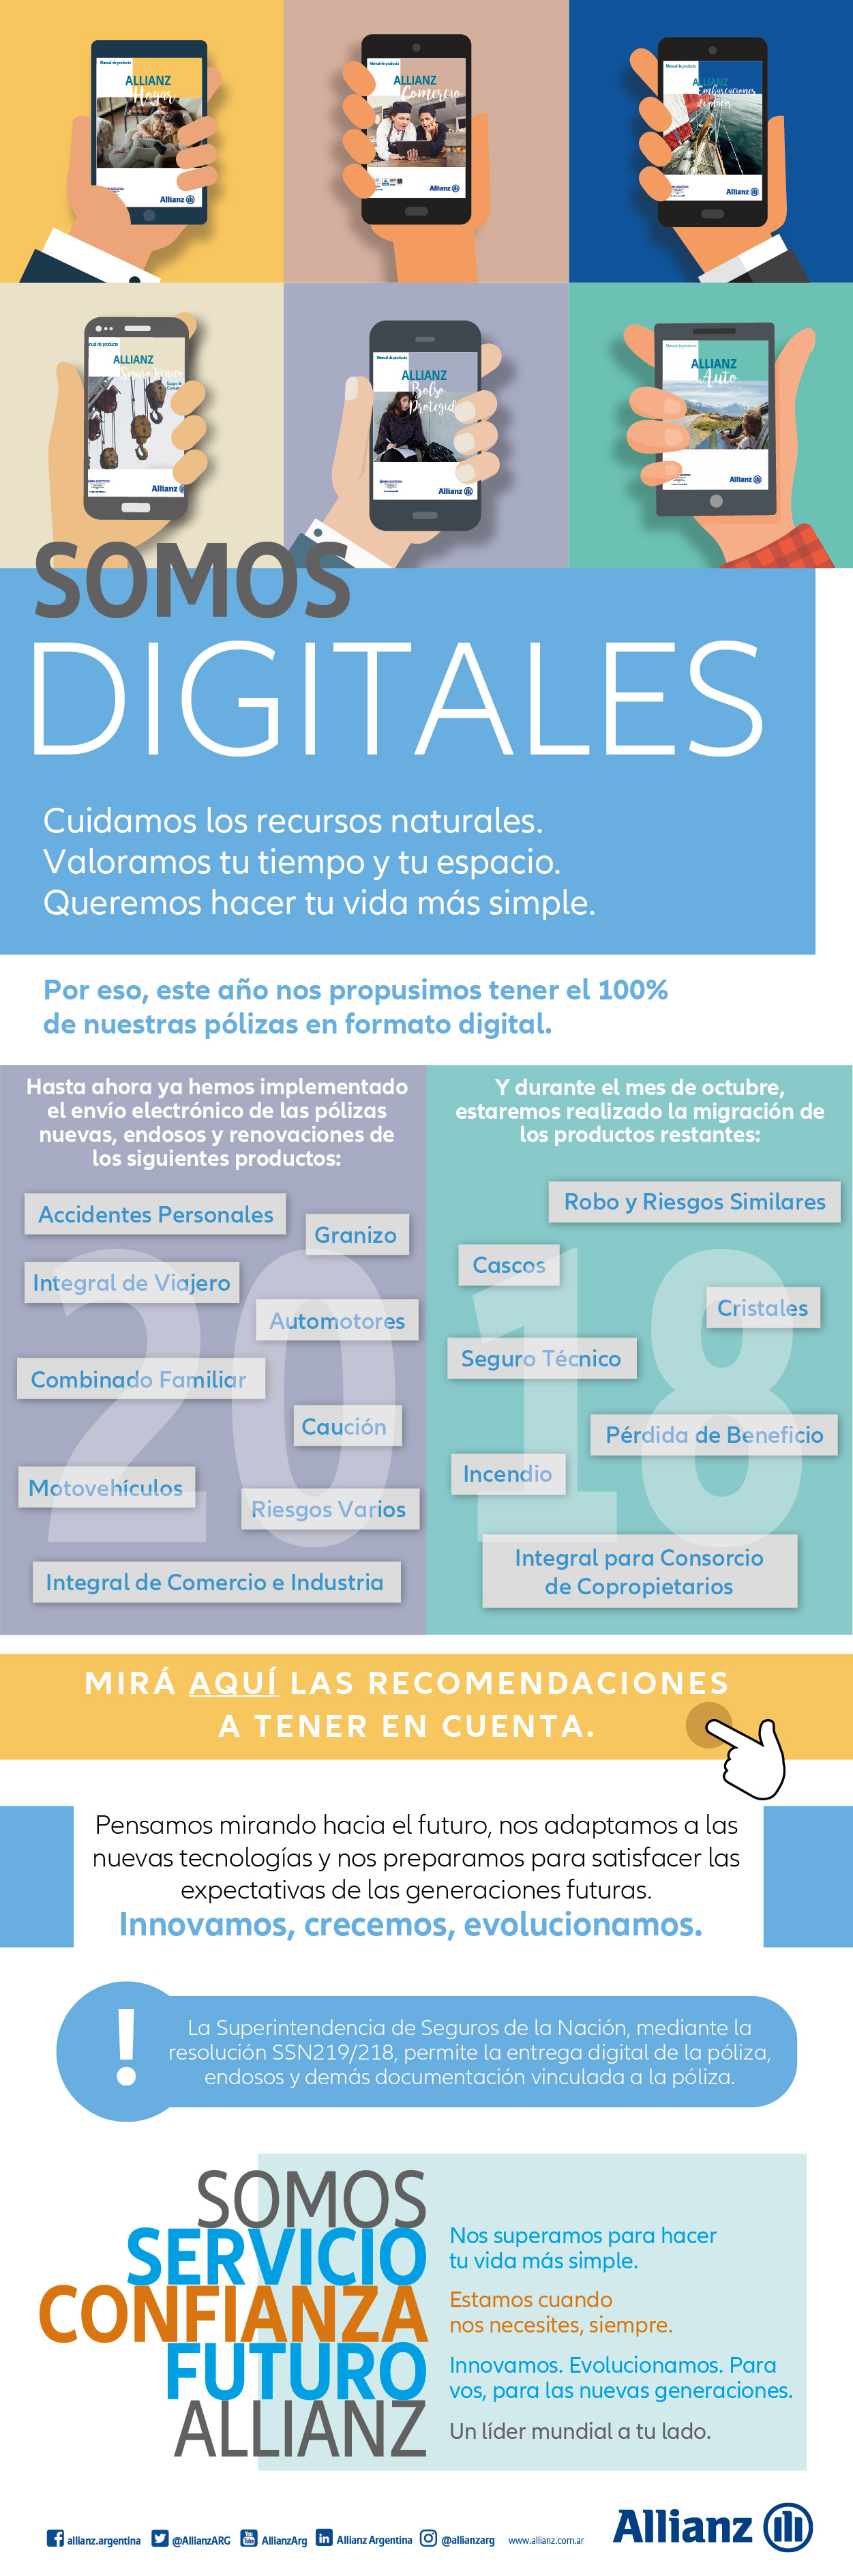 Manual de producto
ALLIANZ
Hogar
Allianz
Manual de producto
ALLIANZ
Comercio
Allianz
Manual de producto
ALLIANZ
Embarcaciones
de placer
Allianz
nual de producto
ALLIANZ
Seguro Técnico
Allianz
Manual de producto
ALLIANZ
Bolso
Protegid
Allianz
Manual de producto
ALLIANZ
Auto
Allianz
SOMOS
DIGITALES
Cuidamos los recursos naturales.
Valoramos tu tiempo y tu espacio.
Queremos hacer tu vida más simple.
Por eso, este año nos propusimos tener el 100%
de nuestras pólizas en formato digital.
Hasta ahora ya hemos implementado
el envío electrónico de las pólizas
nuevas, endosos y renovaciones de
los siguientes productos:
Accidentes Personales
Granizo
Integral de Viajero
Automotores
Combinado Familiar
Caución
Motovehículos
Riesgos Varios
Integral de Comercio e Industria
Y durante el mes de octubre,
estaremos realizado la migración de
los productos restantes:
Robo y Riesgos Similares
Cascos
Cristales
Seguro Técnico
Pérdida de Beneficio
Incendio
Integral para Consorcio
de Copropietarios
2018
MIRÁ AQUÍ LAS RECOMENDACIONES
A TENER EN CUENTA.
Pensamos mirando hacia el futuro, nos adaptamos a las
nuevas tecnologías y nos preparamos para satisfacer las
expectativas de las generaciones futuras.
Innovamos, crecemos, evolucionamos.
!
La Superintendencia de Seguros de la Nación, mediante la
resolución SSN219/218, permite la entrega digital de la póliza,
endosos y demás documentación vinculada a la póliza.
SOMOS
SERVICIO
CONFIANZA
FUTURO
ALLIANZ
Nos superamos para hacer
tu vida más simple.
Estamos cuando
nos necesites, siempre.
Innovamos. Evolucionamos. Para
vos, para las nuevas generaciones.
Un líder mundial a tu lado.
allianz.argentina @AllianzARG AllianzArg Allianz Argentina @allianzarg www.allianz.com.ar
Allianz